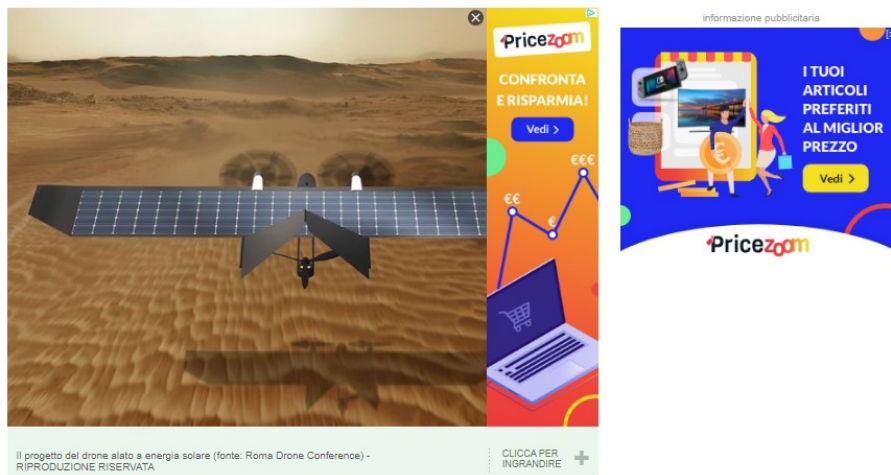 Pricezoom
CONFRONTA
E RISPARMIA!
Vedi >
€€€
€€
€
Il progetto del drone alato a energia solare (fonte: Roma Drone Conference) -
RIPRODUZIONE RISERVATA
CLICCA PER
INGRANDIRE
informazione pubblicitaria
I TUOI
ARTICOLI
PREFERITI
AL MIGLIOR
PREZZO
Vedi >
€
Pricezoom